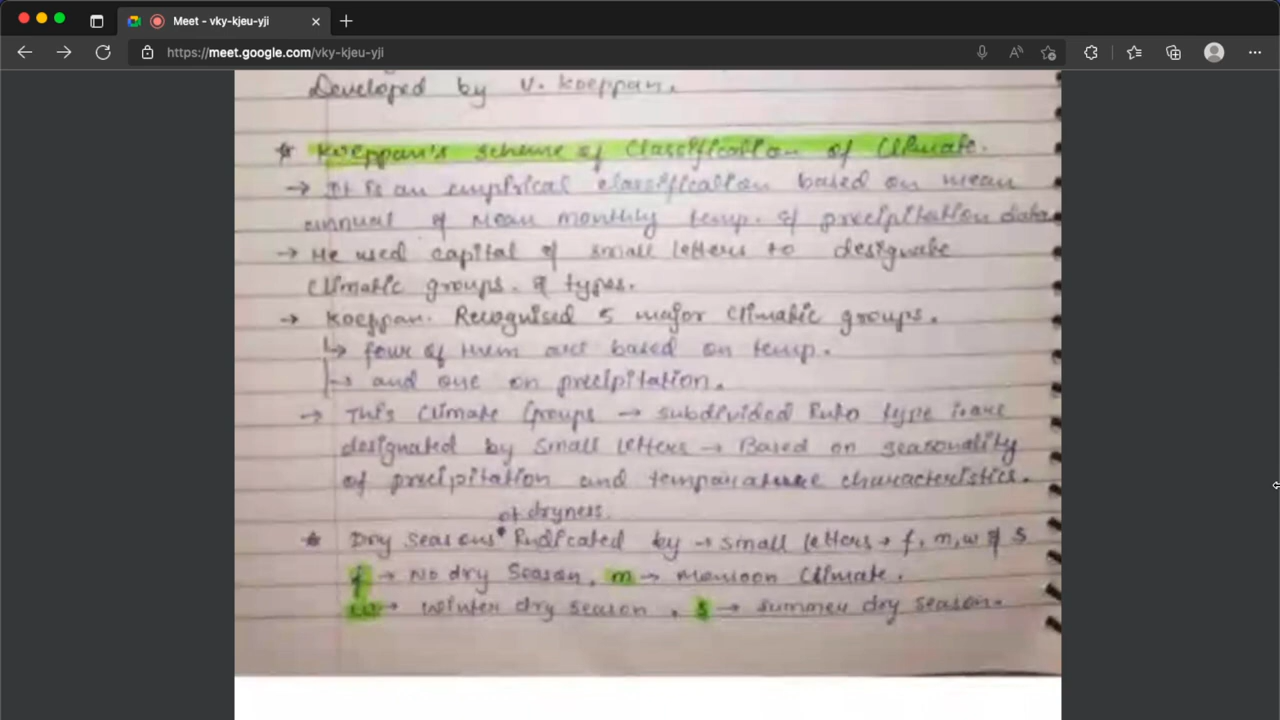 Meet - vky-kjeu-yji
https://meet.google.com/vky-kjeu-yji
Developed by V. Koeppan.
★ Koeppan's scheme of Classification of Climate.
→ It is an empirical classification based on mean
annual & Mean monthly temp. & precipitation data
→ He used capital & small letters to designate
Climatic groups. & types.
→ Koeppan. Recognised 5 major Climatic groups.
↳ four of them are based on temp.
↳ and one on precipitation.
→ This Climate Groups → subdivided into type
designated by Small letters → Based on seasonality
of precipitation and temparature characteristics.
of dryness.
★ Dry seasons Indicated by → small letters → f, m, w & s
f → No dry Season, m → Monsoon Climate.
w → Winter dry season, s → summer dry season.